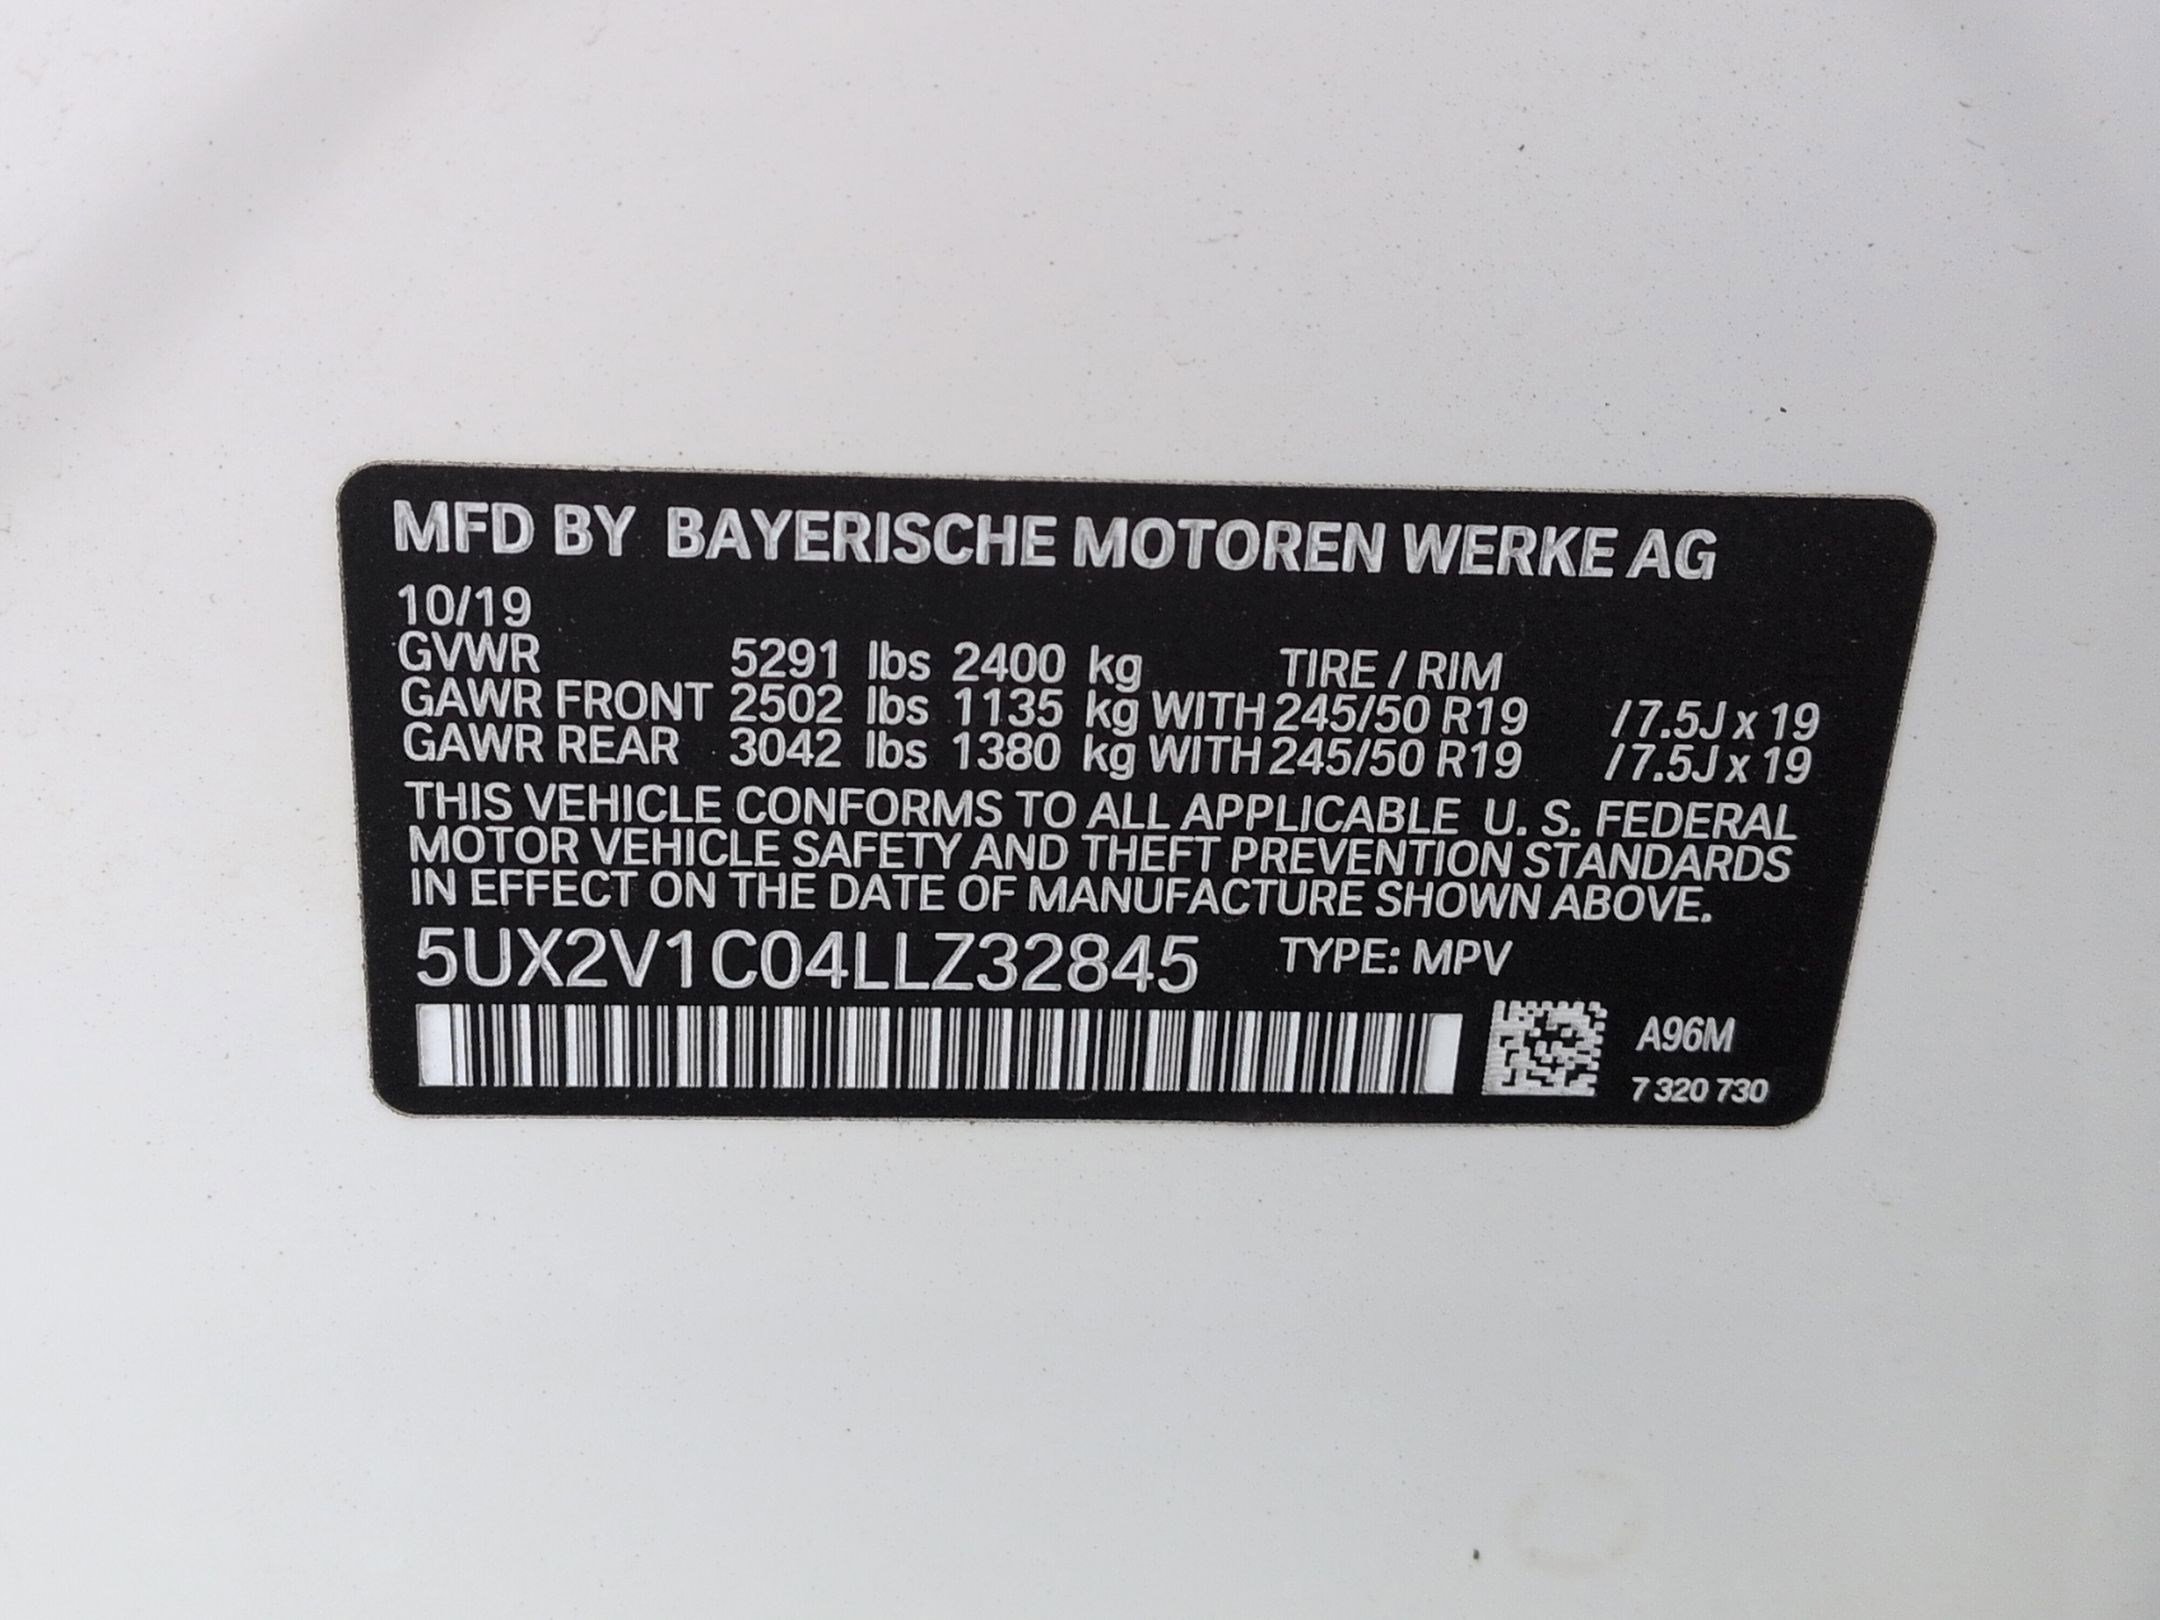 MFD BY BAYERISCHE MOTOREN WERKE AG
10/19
GVWR 5291 lbs 2400 kg TIRE / RIM
GAWR FRONT 2502 lbs 1135 kg WITH 245/50 R19 /7.5J x 19
GAWR REAR 3042 lbs 1380 kg WITH 245/50 R19 /7.5J x 19
THIS VEHICLE CONFORMS TO ALL APPLICABLE U. S. FEDERAL
MOTOR VEHICLE SAFETY AND THEFT PREVENTION STANDARDS
IN EFFECT ON THE DATE OF MANUFACTURE SHOWN ABOVE.
5UX2V1C04LLZ32845 TYPE: MPV
A96M
7 320 730